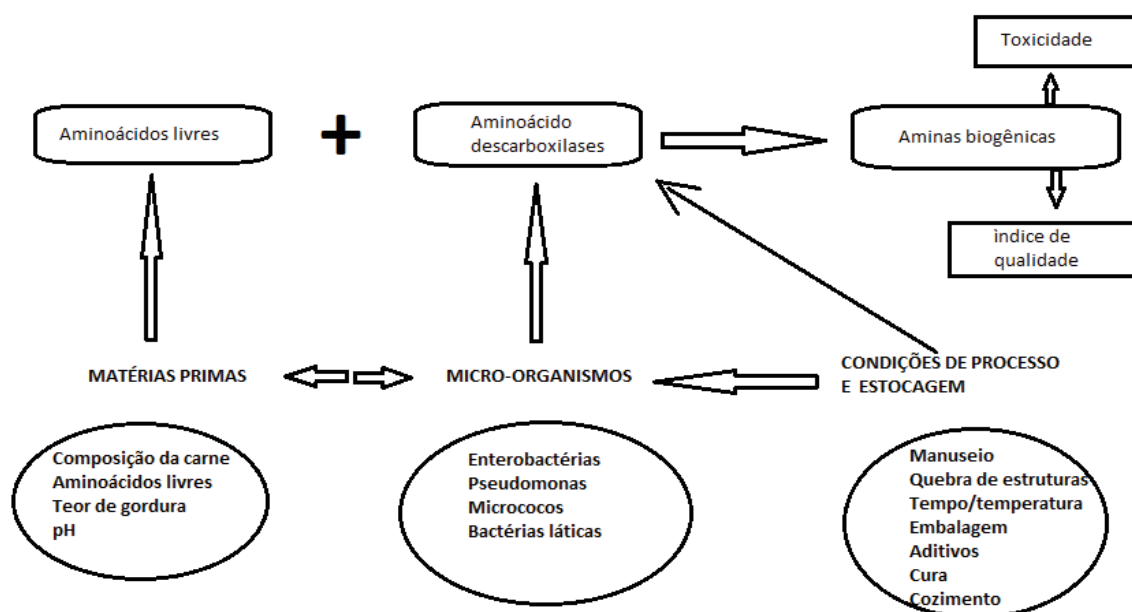 Toxicidade
Aminoácidos livres
+
Aminoácido
descarboxilases
Aminas biogênicas
ìndice de
qualidade
MATÉRIAS PRIMAS
MICRO-ORGANISMOS
CONDIÇÕES DE PROCESSO
E ESTOCAGEM
Composição da carne
Aminoácidos livres
Teor de gordura
pH
Enterobactérias
Pseudomonas
Micrococos
Bactérias láticas
Manuseio
Quebra de estruturas
Tempo/temperatura
Embalagem
Aditivos
Cura
Cozimento